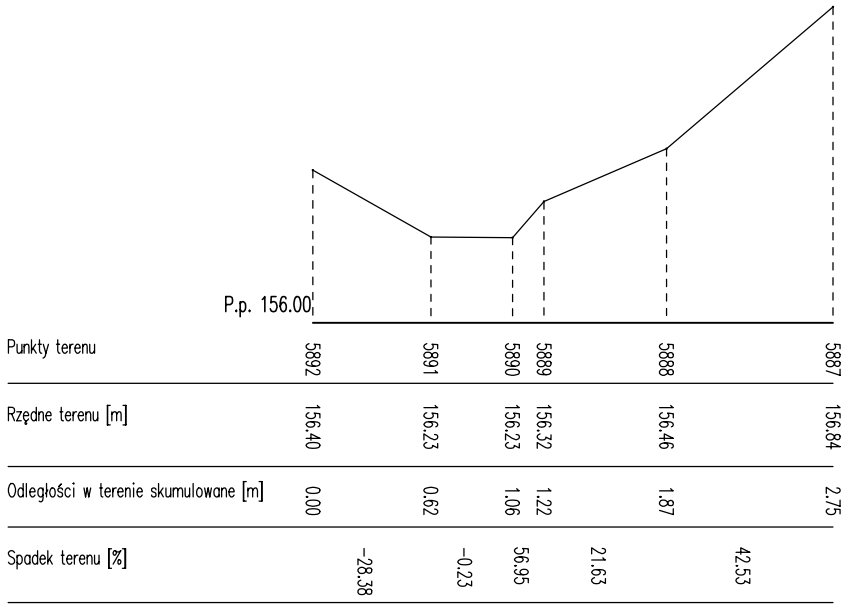 P.p. 156.00
Punkty terenu 5892 5891 5890 5889 5888 5887
Rzędne terenu [m] 156.40 156.23 156.23 156.32 156.46 156.84
Odległości w terenie skumulowane [m] 0.00 0.62 1.06 1.22 1.87 2.75
Spadek terenu [%] -28.38 -0.23 56.95 21.63 42.53